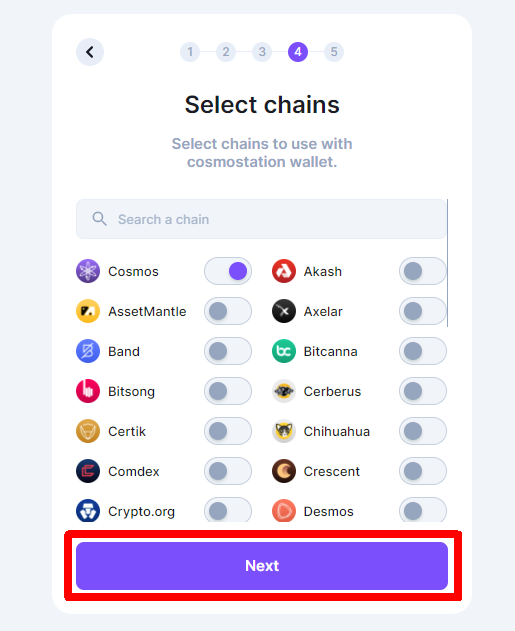 1 2 3 4 5
Select chains
Select chains to use with
cosmostation wallet.
Search a chain
Cosmos Akash
AssetMantle Axelar
Band Bitcanna
Bitsong Cerberus
Certik Chihuahua
Comdex Crescent
Crypto.org Desmos
Next